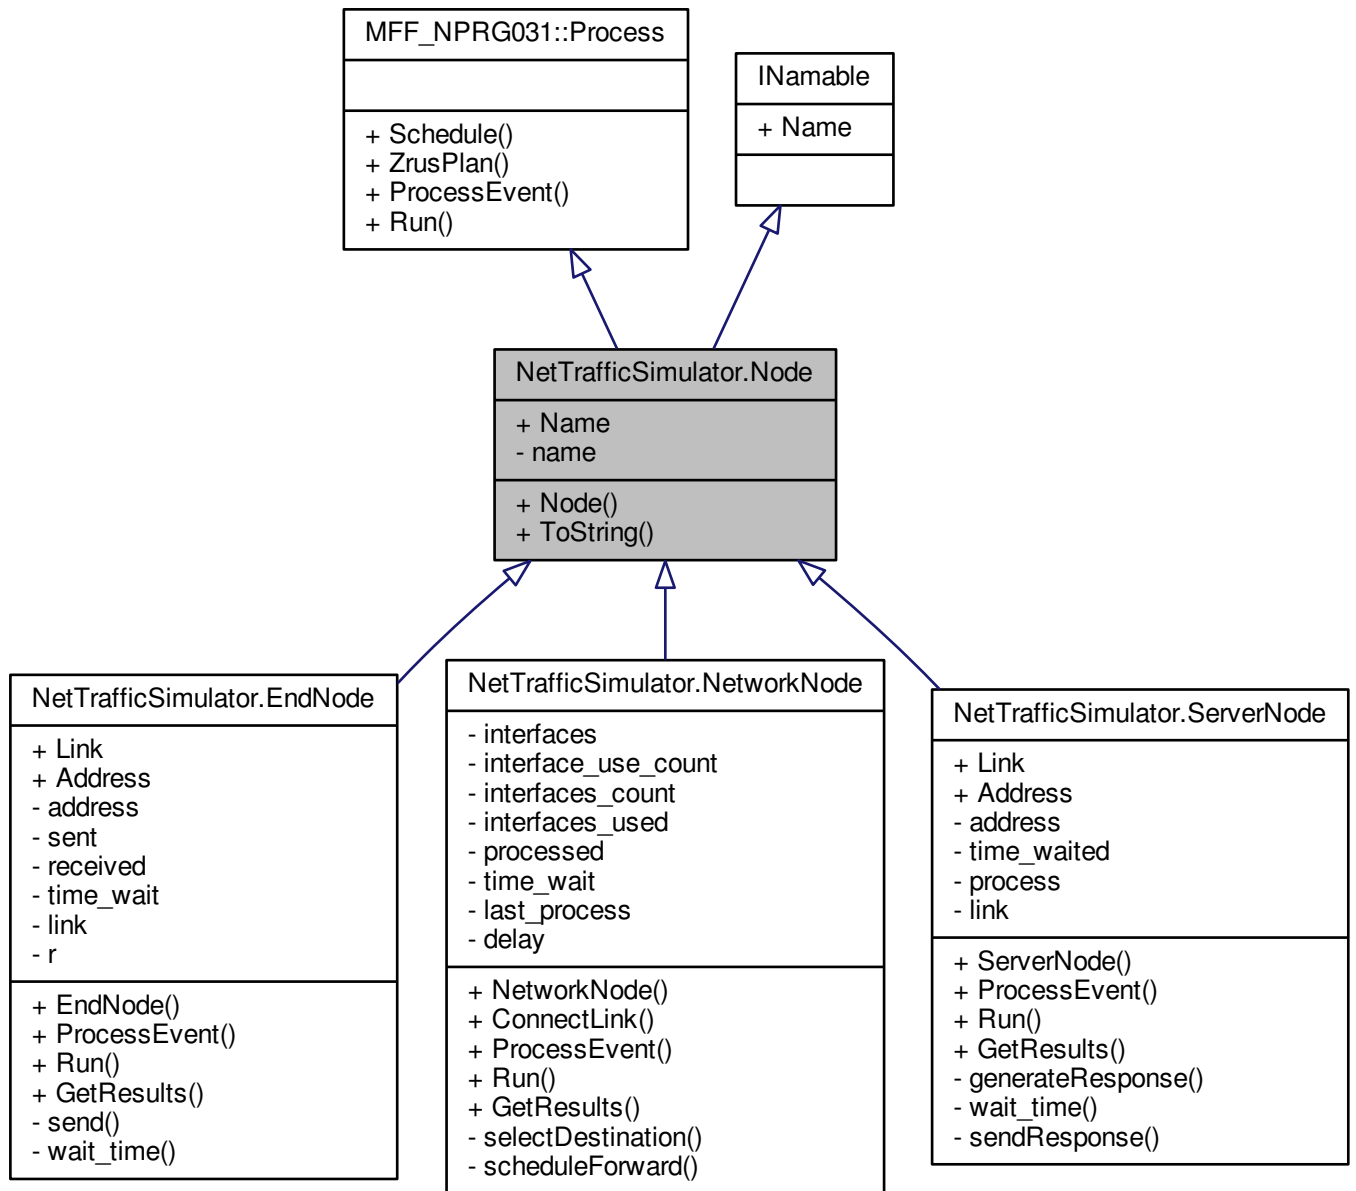 MFF_NPRG031::Process
+ Schedule()
+ ZrusPlan()
+ ProcessEvent()
+ Run()
INamable
+ Name
NetTrafficSimulator.Node
+ Name
- name
+ Node()
+ ToString()
NetTrafficSimulator.EndNode
+ Link
+ Address
- address
- sent
- received
- time_wait
- link
- r
+ EndNode()
+ ProcessEvent()
+ Run()
+ GetResults()
- send()
- wait_time()
NetTrafficSimulator.NetworkNode
- interfaces
- interface_use_count
- interfaces_count
- interfaces_used
- processed
- time_wait
- last_process
- delay
+ NetworkNode()
+ ConnectLink()
+ ProcessEvent()
+ Run()
+ GetResults()
- selectDestination()
- scheduleForward()
NetTrafficSimulator.ServerNode
+ Link
+ Address
- address
- time_waited
- process
- link
+ ServerNode()
+ ProcessEvent()
+ Run()
+ GetResults()
- generateResponse()
- wait_time()
- sendResponse()